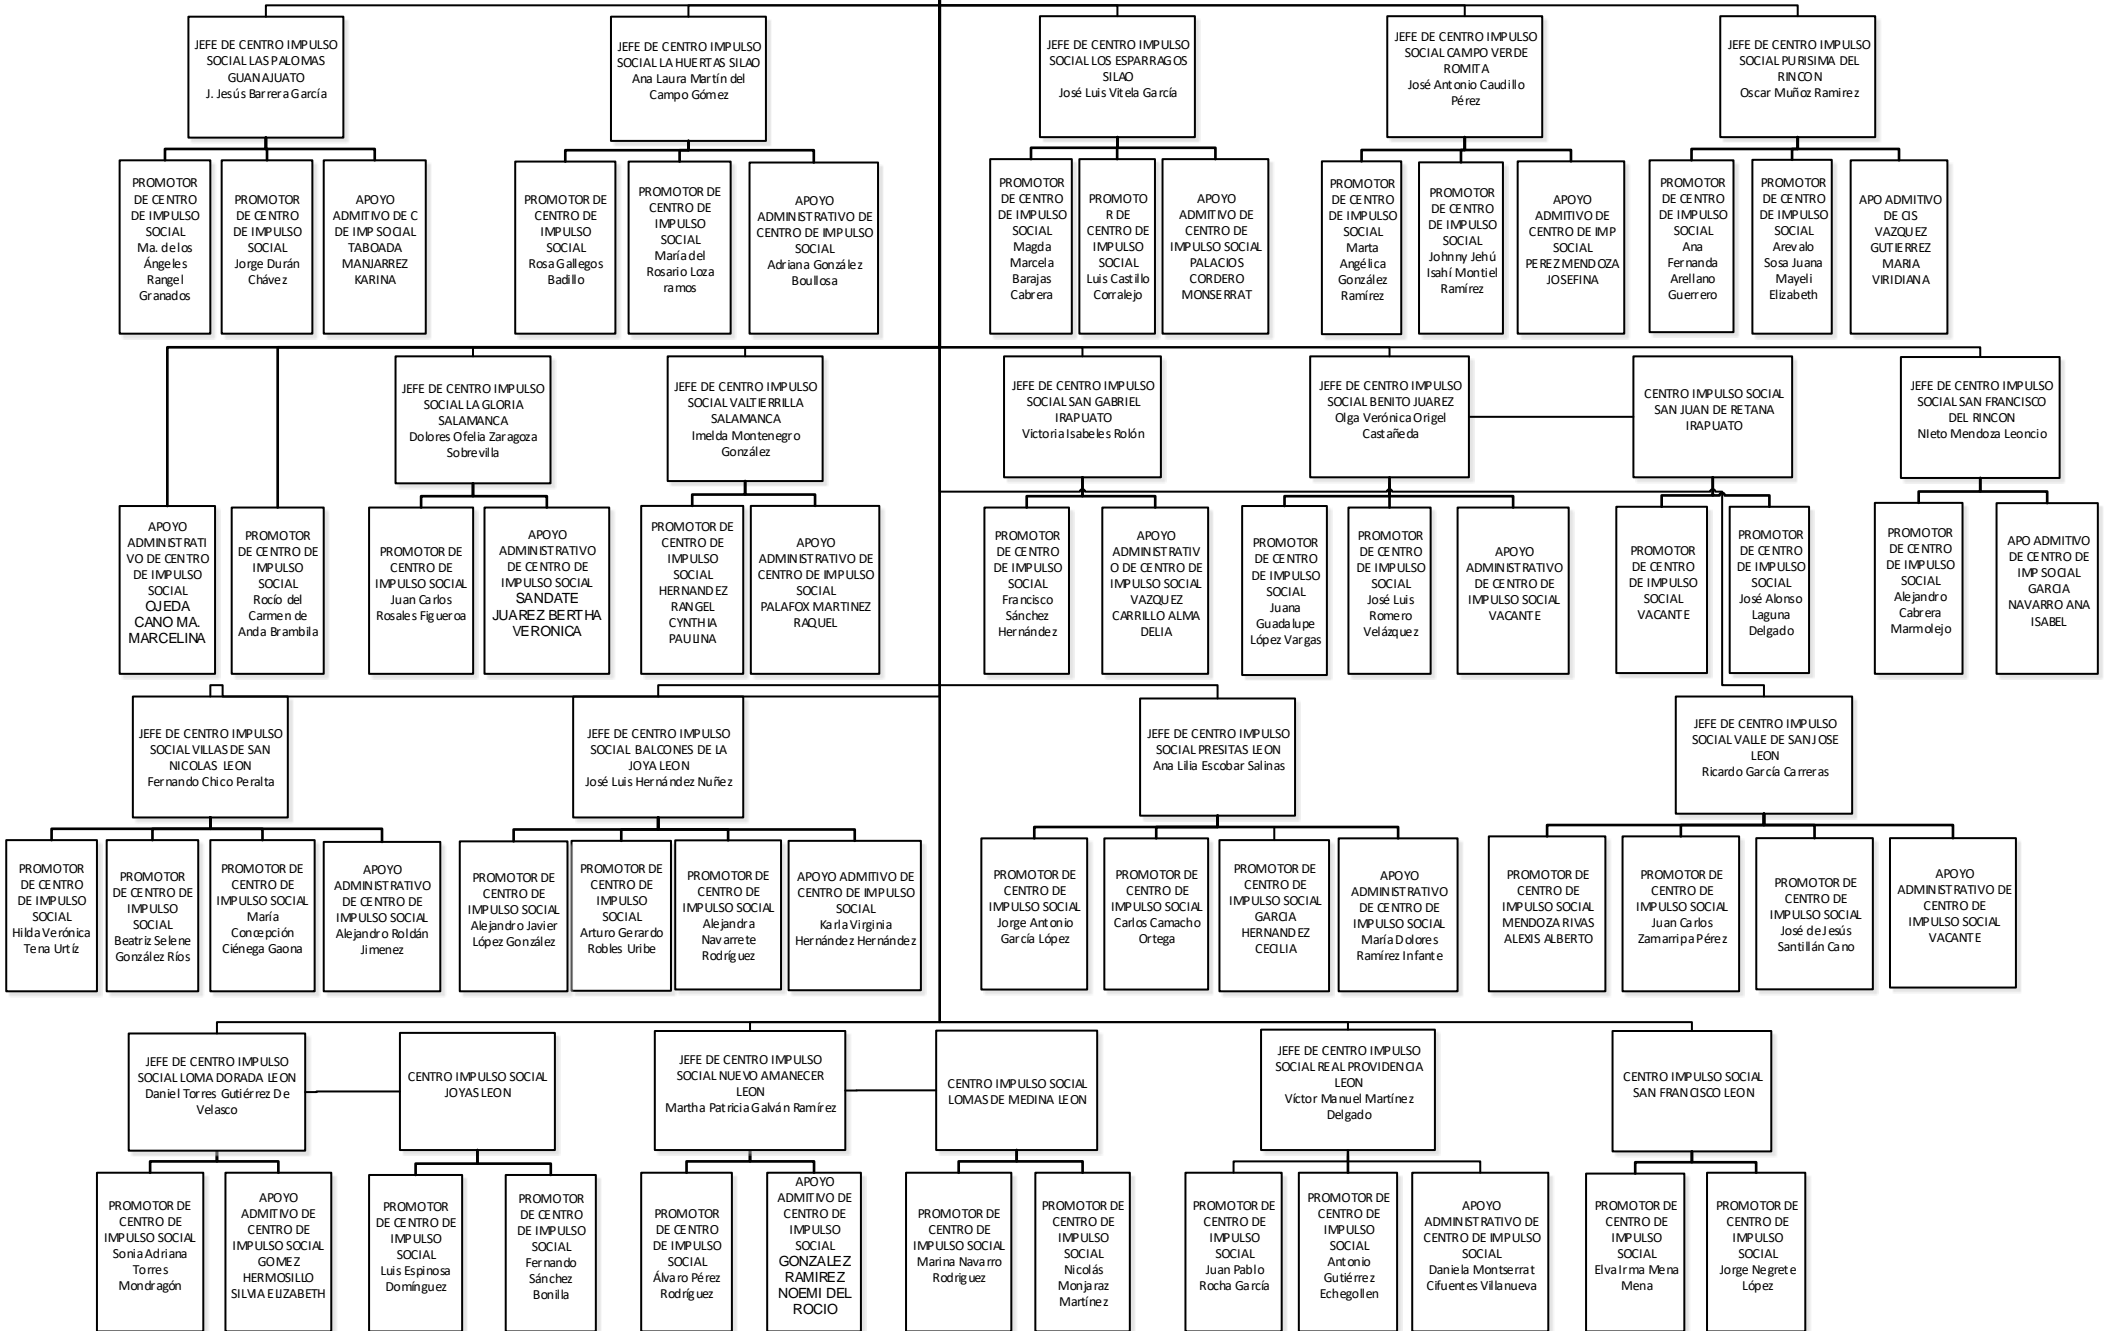 JEFE DE CENTRO IMPULSO
SOCIAL LAS PALOMAS
GUANAJUATO
J. Jesús Barrera García
JEFE DE CENTRO IMPULSO
SOCIAL LA HUERTAS SILAO
Ana Laura Martín del
Campo Gómez
JEFE DE CENTRO IMPULSO
SOCIAL LOS ESPARRAGOS
SILAO
José Luis Vitela García
JEFE DE CENTRO IMPULSO
SOCIAL CAMPO VERDE
ROMITA
José Antonio Caudillo
Pérez
JEFE DE CENTRO IMPULSO
SOCIAL PURISIMA DEL
RINCON
Oscar Muñoz Ramirez
PROMOTOR
DE CENTRO
DE IMPULSO
SOCIAL
Ma. de los
Ángeles
Rangel
Granados
PROMOTOR
DE CENTRO
DE IMPULSO
SOCIAL
Jorge Durán
Chávez
APOYO
ADMITIVO DE C
DE IMP SOCIAL
TABOADA
MANJARREZ
KARINA
PROMOTOR DE
CENTRO DE
IMPULSO
SOCIAL
Rosa Gallegos
Badillo
PROMOTOR DE
CENTRO DE
IMPULSO
SOCIAL
María del
Rosario Loza
ramos
APOYO
ADMINISTRATIVO DE
CENTRO DE IMPULSO
SOCIAL
Adriana González
Boullosa
PROMOTOR
DE CENTRO
DE IMPULSO
SOCIAL
Magda
Marcela
Barajas
Cabrera
PROMOTO
R DE
CENTRO DE
IMPULSO
SOCIAL
Luis Castillo
Corralejo
APOYO
ADMITIVO DE
CENTRO DE
IMPULSO SOCIAL
PALACIOS
CORDERO
MONSERRAT
PROMOTOR
DE CENTRO
DE IMPULSO
SOCIAL
Marta
Angélica
González
Ramírez
PROMOTOR
DE CENTRO
DE IMPULSO
SOCIAL
Johnny Jehú
Isahí Montiel
Ramírez
APOYO
ADMITIVO DE
CENTRO DE IMP
SOCIAL
PEREZ MENDOZA
JOSEFINA
PROMOTOR
DE CENTRO
DE IMPULSO
SOCIAL
Ana
Fernanda
Arellano
Guerrero
PROMOTOR
DE CENTRO
DE IMPULSO
SOCIAL
Arevalo
Sosa Juana
Mayeli
Elizabeth
APO ADMITIVO
DE CIS
VAZQUEZ
GUTIERREZ
MARIA
VIRIDIANA
JEFE DE CENTRO IMPULSO
SOCIAL LA GLORIA
SALAMANCA
Dolores Ofelia Zaragoza
Sobrevilla
JEFE DE CENTRO IMPULSO
SOCIAL VALTIERRILLA
SALAMANCA
Imelda Montenegro
González
JEFE DE CENTRO IMPULSO
SOCIAL SAN GABRIEL
IRAPUATO
Victoria Isabeles Rolón
JEFE DE CENTRO IMPULSO
SOCIAL BENITO JUAREZ
Olga Verónica Origel
Castañeda
CENTRO IMPULSO SOCIAL
SAN JUAN DE RETANA
IRAPUATO
JEFE DE CENTRO IMPULSO
SOCIAL SAN FRANCISCO
DEL RINCON
NIeto Mendoza Leoncio
APOYO
ADMINISTRATI
VO DE CENTRO
DE IMPULSO
SOCIAL
OJEDA
CANO MA.
MARCELINA
PROMOTOR
DE CENTRO DE
IMPULSO
SOCIAL
Rocío del
Carmen de
Anda Brambila
PROMOTOR DE
CENTRO DE
IMPULSO SOCIAL
Juan Carlos
Rosales Figueroa
APOYO
ADMINISTRATIVO
DE CENTRO DE
IMPULSO SOCIAL
SANDATE
JUAREZ BERTHA
VERONICA
PROMOTOR DE
CENTRO DE
IMPULSO
SOCIAL
HERNANDEZ
RANGEL
CYNTHIA
PAULINA
APOYO
ADMINISTRATIVO DE
CENTRO DE IMPULSO
SOCIAL
PALAFOX MARTINEZ
RAQUEL
PROMOTOR
DE CENTRO
DE IMPULSO
SOCIAL
Francisco
Sánchez
Hernández
APOYO
ADMINISTRATIV
O DE CENTRO DE
IMPULSO SOCIAL
VAZQUEZ
CARRILLO ALMA
DELIA
PROMOTOR
DE CENTRO
DE IMPULSO
SOCIAL
Juana
Guadalupe
López Vargas
PROMOTOR
DE CENTRO
DE IMPULSO
SOCIAL
José Luis
Romero
Velázquez
APOYO
ADMINISTRATIVO
DE CENTRO DE
IMPULSO SOCIAL
VACANTE
PROMOTOR
DE CENTRO
DE IMPULSO
SOCIAL
VACANTE
PROMOTOR
DE CENTRO
DE IMPULSO
SOCIAL
José Alonso
Laguna
Delgado
PROMOTOR
DE CENTRO
DE IMPULSO
SOCIAL
Alejandro
Cabrera
Marmolejo
APO ADMITIVO
DE CENTRO DE
IMP SOCIAL
GARCIA
NAVARRO ANA
ISABEL
JEFE DE CENTRO IMPULSO
SOCIAL VILLAS DE SAN
NICOLAS LEON
Fernando Chico Peralta
JEFE DE CENTRO IMPULSO
SOCIAL BALCONES DE LA
JOYA LEON
José Luis Hernández Nuñez
JEFE DE CENTRO IMPULSO
SOCIAL PRESITAS LEON
Ana Lilia Escobar Salinas
JEFE DE CENTRO IMPULSO
SOCIAL VALLE DE SAN JOSE
LEON
Ricardo García Carreras
PROMOTOR
DE CENTRO
DE IMPULSO
SOCIAL
Hilda Verónica
Tena Urtíz
PROMOTOR
DE CENTRO DE
IMPULSO
SOCIAL
Beatriz Selene
González Ríos
PROMOTOR DE
CENTRO DE
IMPULSO SOCIAL
María
Concepción
Ciénega Gaona
APOYO
ADMINISTRATIVO
DE CENTRO DE
IMPULSO SOCIAL
Alejandro Roldán
Jimenez
PROMOTOR DE
CENTRO DE
IMPULSO SOCIAL
Alejandro Javier
López González
PROMOTOR DE
CENTRO DE
IMPULSO
SOCIAL
Arturo Gerardo
Robles Uribe
PROMOTOR DE
CENTRO DE
IMPULSO SOCIAL
Alejandra
Navarrete
Rodríguez
APOYO ADMITIVO DE
CENTRO DE IMPULSO
SOCIAL
Karla Virginia
Hernández Hernández
PROMOTOR DE
CENTRO DE
IMPULSO SOCIAL
Jorge Antonio
García López
PROMOTOR DE
CENTRO DE
IMPULSO SOCIAL
Carlos Camacho
Ortega
PROMOTOR DE
CENTRO DE
IMPULSO SOCIAL
GARCIA
HERNANDEZ
CECILIA
APOYO
ADMINISTRATIVO
DE CENTRO DE
IMPULSO SOCIAL
María Dolores
Ramírez Infante
PROMOTOR DE
CENTRO DE
IMPULSO SOCIAL
MENDOZA RIVAS
ALEXIS ALBERTO
PROMOTOR DE
CENTRO DE
IMPULSO SOCIAL
Juan Carlos
Zamarripa Pérez
PROMOTOR DE
CENTRO DE
IMPULSO SOCIAL
José de Jesús
Santillán Cano
APOYO
ADMINISTRATIVO DE
CENTRO DE
IMPULSO SOCIAL
VACANTE
JEFE DE CENTRO IMPULSO
SOCIAL LOMA DORADA LEON
Daniel Torres Gutiérrez De
Velasco
CENTRO IMPULSO SOCIAL
JOYAS LEON
JEFE DE CENTRO IMPULSO
SOCIAL NUEVO AMANECER
LEON
Martha Patricia Galván Ramírez
CENTRO IMPULSO SOCIAL
LOMAS DE MEDINA LEON
JEFE DE CENTRO IMPULSO
SOCIAL REAL PROVIDENCIA
LEON
Víctor Manuel Martínez
Delgado
CENTRO IMPULSO SOCIAL
SAN FRANCISCO LEON
PROMOTOR DE
CENTRO DE
IMPULSO SOCIAL
Sonia Adriana
Torres
Mondragón
APOYO
ADMITIVO DE
CENTRO DE
IMPULSO SOCIAL
GOMEZ
HERMOSILLO
SILVIA ELIZABETH
PROMOTOR
DE CENTRO DE
IMPULSO
SOCIAL
Luis Espinosa
Domínguez
PROMOTOR
DE CENTRO
DE IMPULSO
SOCIAL
Fernando
Sánchez
Bonilla
PROMOTOR
DE CENTRO
DE IMPULSO
SOCIAL
Álvaro Pérez
Rodríguez
APOYO
ADMITIVO DE
CENTRO DE
IMPULSO
SOCIAL
GONZALEZ
RAMIREZ
NOEMI DEL
ROCIO
PROMOTOR DE
CENTRO DE
IMPULSO SOCIAL
Marina Navarro
Rodriguez
PROMOTOR DE
CENTRO DE
IMPULSO
SOCIAL
Nicolás
Monjaraz
Martínez
PROMOTOR DE
CENTRO DE
IMPULSO
SOCIAL
Juan Pablo
Rocha García
PROMOTOR DE
CENTRO DE
IMPULSO
SOCIAL
Antonio
Gutiérrez
Echegollen
APOYO
ADMINISTRATIVO DE
CENTRO DE IMPULSO
SOCIAL
Daniela Montserrat
Cifuentes Villanueva
PROMOTOR DE
CENTRO DE
IMPULSO
SOCIAL
Elva Irma Mena
Mena
PROMOTOR DE
CENTRO DE
IMPULSO
SOCIAL
Jorge Negrete
López